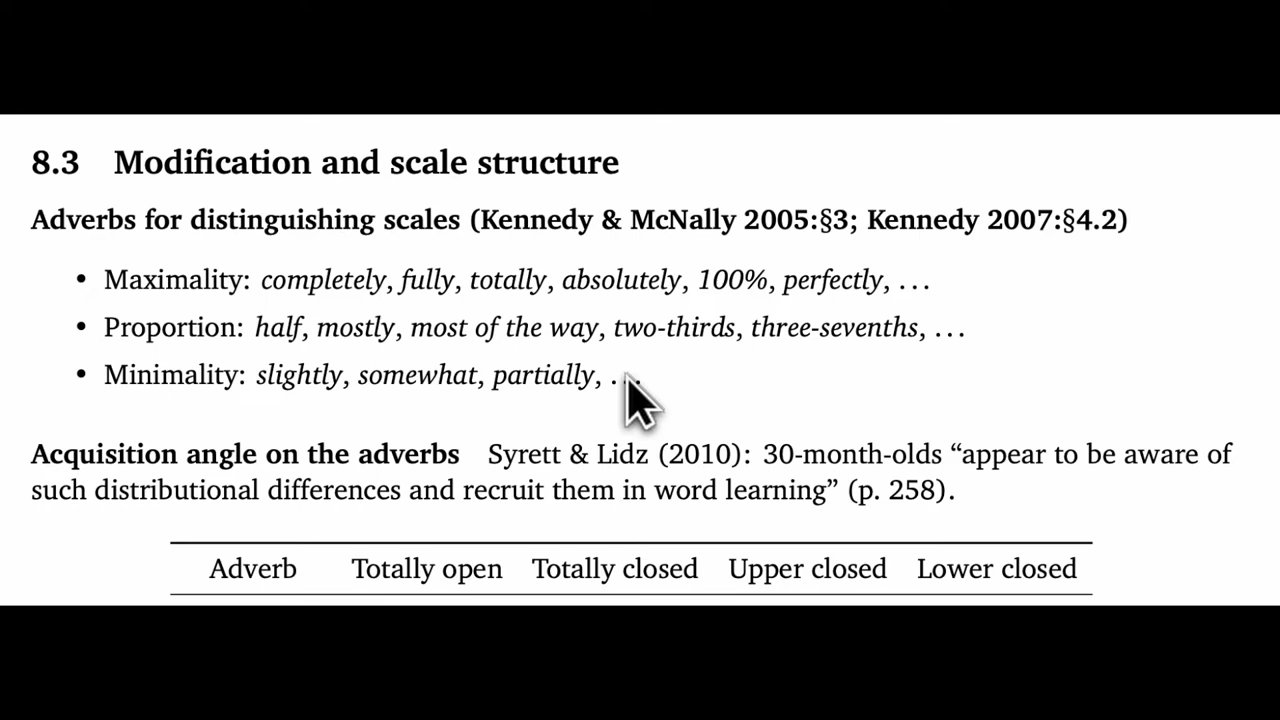 8.3 Modification and scale structure
Adverbs for distinguishing scales (Kennedy & McNally 2005:§3; Kennedy 2007:§4.2)
• Maximality: completely, fully, totally, absolutely, 100%, perfectly, …
• Proportion: half, mostly, most of the way, two-thirds, three-sevenths, …
• Minimality: slightly, somewhat, partially, …
Acquisition angle on the adverbs Syrett & Lidz (2010): 30-month-olds “appear to be aware of
such distributional differences and recruit them in word learning” (p. 258).
Adverb Totally open Totally closed Upper closed Lower closed